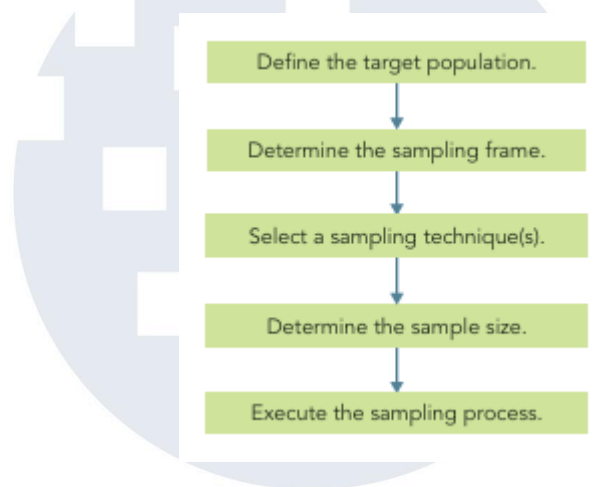 Define the target population.
Determine the sampling frame.
Select a sampling technique(s).
Determine the sample size.
Execute the sampling process.